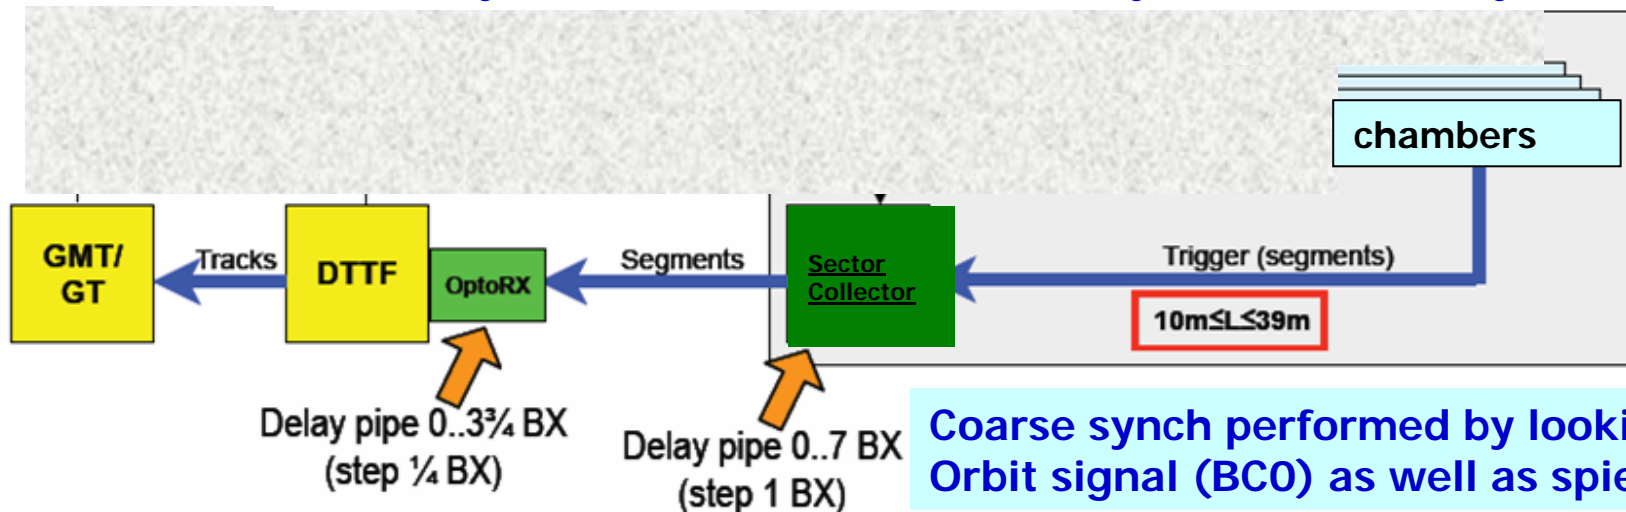 chambers
GMT/
GT
Tracks
DTTF
OptoRX
Segments
Sector
Collector
Trigger (segments)
10m≤L≤39m
Delay pipe 0..3¾ BX
(step ¼ BX)
Delay pipe 0..7 BX
(step 1 BX)
Coarse synch performed by looki
Orbit signal (BC0) as well as spie